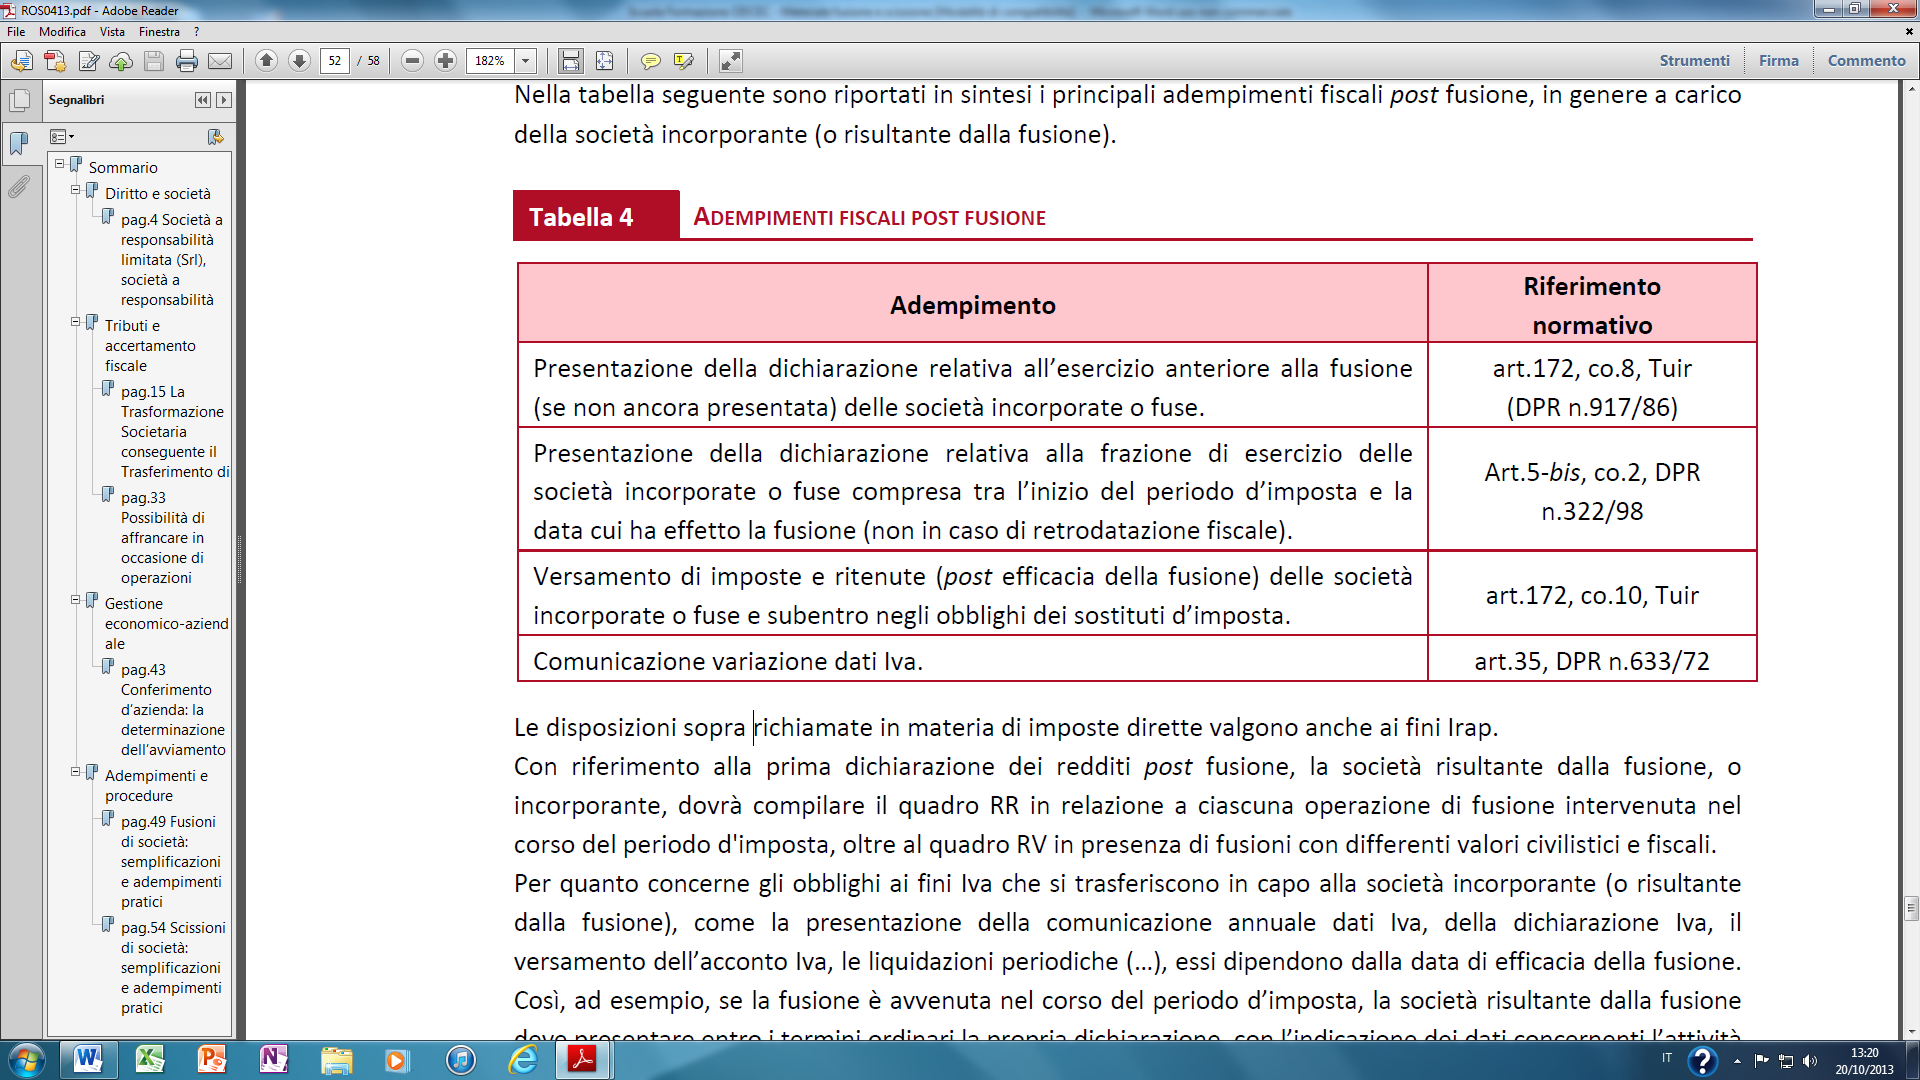 ROS0413.pdf - Adobe Reader
File Modifica Vista Finestra ?
52 / 58
182%
Strumenti Firma Commento
Segnalibri
Sommario
Diritto e società
pag.4 Società a
responsabilità
limitata (Srl),
società a
responsabilità
Tributi e
accertamento
fiscale
pag.15 La
Trasformazione
Societaria
conseguente il
Trasferimento di
pag.33
Possibilità di
affrancare in
occasione di
operazioni
Gestione
economico-aziend
ale
pag.43
Conferimento
d'azienda: la
determinazione
dell'avviamento
Adempimenti e
procedure
pag.49 Fusioni
di società:
semplificazioni
e adempimenti
pratici
pag.54 Scissioni
di società:
semplificazioni
e adempimenti
pratici
Nella tabella seguente sono riportati in sintesi i principali adempimenti fiscali post fusione, in genere a carico
della società incorporante (o risultante dalla fusione).
Tabella 4 ADEMPIMENTI FISCALI POST FUSIONE
Adempimento
Riferimento
normativo
Presentazione della dichiarazione relativa all'esercizio anteriore alla fusione
(se non ancora presentata) delle società incorporate o fuse.
art.172, co.8, Tuir
(DPR n.917/86)
Presentazione della dichiarazione relativa alla frazione di esercizio delle
società incorporate o fuse compresa tra l'inizio del periodo d'imposta e la
data cui ha effetto la fusione (non in caso di retrodatazione fiscale).
Art.5-bis, co.2, DPR
n.322/98
Versamento di imposte e ritenute (post efficacia della fusione) delle società
incorporate o fuse e subentro negli obblighi dei sostituti d'imposta.
art.172, co.10, Tuir
Comunicazione variazione dati Iva.
art.35, DPR n.633/72
Le disposizioni sopra richiamate in materia di imposte dirette valgono anche ai fini Irap.
Con riferimento alla prima dichiarazione dei redditi post fusione, la società risultante dalla fusione, o
incorporante, dovrà compilare il quadro RR in relazione a ciascuna operazione di fusione intervenuta nel
corso del periodo d'imposta, oltre al quadro RV in presenza di fusioni con differenti valori civilistici e fiscali.
Per quanto concerne gli obblighi ai fini Iva che si trasferiscono in capo alla società incorporante (o risultante
dalla fusione), come la presentazione della comunicazione annuale dati Iva, della dichiarazione Iva, il
versamento dell'acconto Iva, le liquidazioni periodiche (…), essi dipendono dalla data di efficacia della fusione.
Così, ad esempio, se la fusione è avvenuta nel corso del periodo d'imposta, la società risultante dalla fusione
deve presentare entro i termini ordinari la propria dichiarazione, con l'indicazione dei dati concernenti l'attività
IT
13:20
20/10/2013